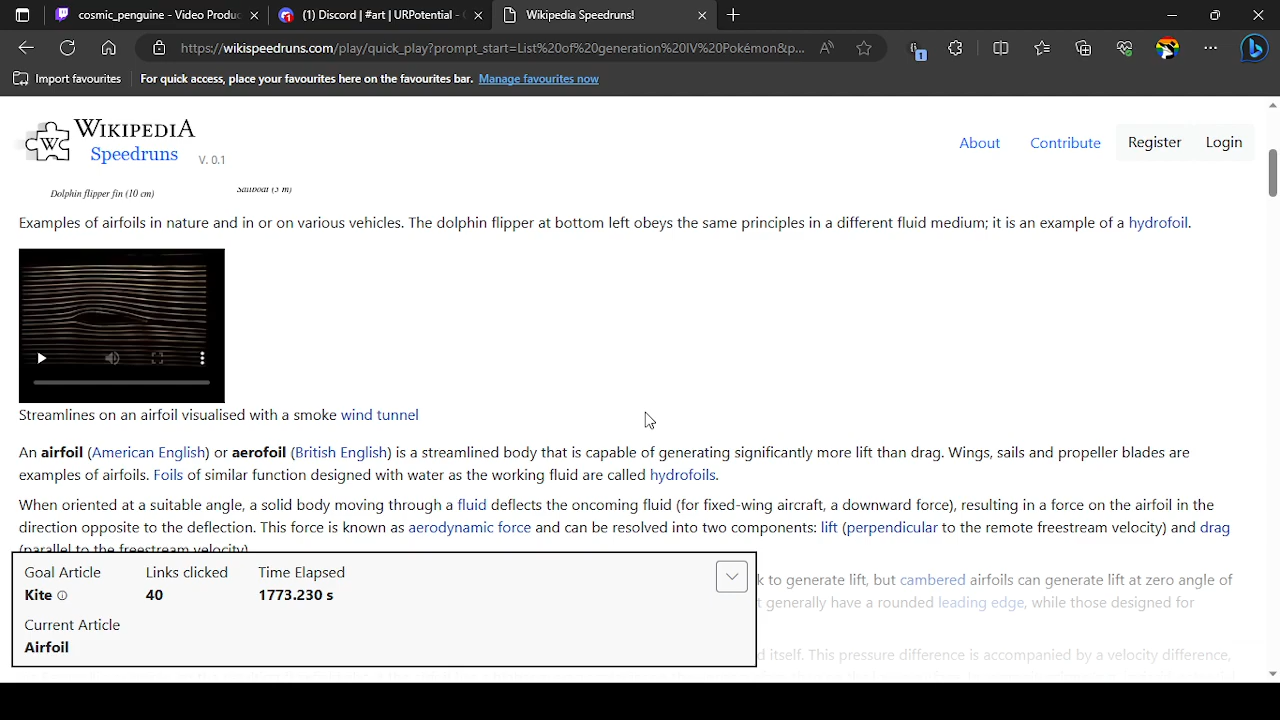 cosmic_penguine - Video Produc
(1) Discord | #art | URPotential -
Wikipedia Speedruns!
https://wikispeedruns.com/play/quick_play?prompt_start=List%20of%20generation%20IV%20Pokémon&p...
1
Import favourites
For quick access, place your favourites here on the favourites bar. Manage favourites now
WIKIPEDIA
Speedruns V. 0.1
About Contribute Register Login
Dolphin flipper fin (10 cm) Sailboat (5 m)
Examples of airfoils in nature and in or on various vehicles. The dolphin flipper at bottom left obeys the same principles in a different fluid medium; it is an example of a hydrofoil.
Streamlines on an airfoil visualised with a smoke wind tunnel
An airfoil (American English) or aerofoil (British English) is a streamlined body that is capable of generating significantly more lift than drag. Wings, sails and propeller blades are
examples of airfoils. Foils of similar function designed with water as the working fluid are called hydrofoils.
When oriented at a suitable angle, a solid body moving through a fluid deflects the oncoming fluid (for fixed-wing aircraft, a downward force), resulting in a force on the airfoil in the
direction opposite to the deflection. This force is known as aerodynamic force and can be resolved into two components: lift (perpendicular to the remote freestream velocity) and drag
(parallel to the freestream velocity)
k to generate lift, but cambered airfoils can generate lift at zero angle of
t generally have a rounded leading edge, while those designed for
d itself. This pressure difference is accompanied by a velocity difference,
Goal Article Links clicked Time Elapsed
Kite 40 1773.230 s
Current Article
Airfoil